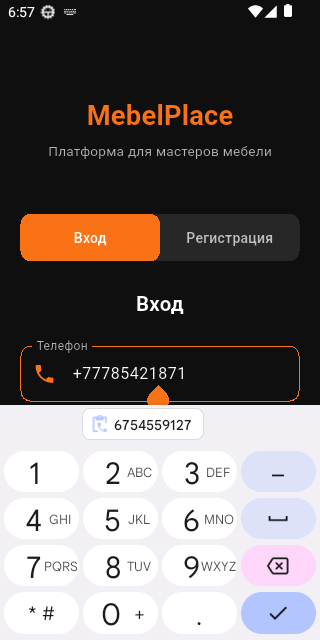 6:57
MebelPlace
Платформа для мастеров мебели
Вход Регистрация
Вход
Телефон
+77785421871
6754559127
1 2 ABC 3 DEF _
4 GHI 5 JKL 6 MNO
7 PQRS 8 TUV 9 WXYZ
* # 0 + .